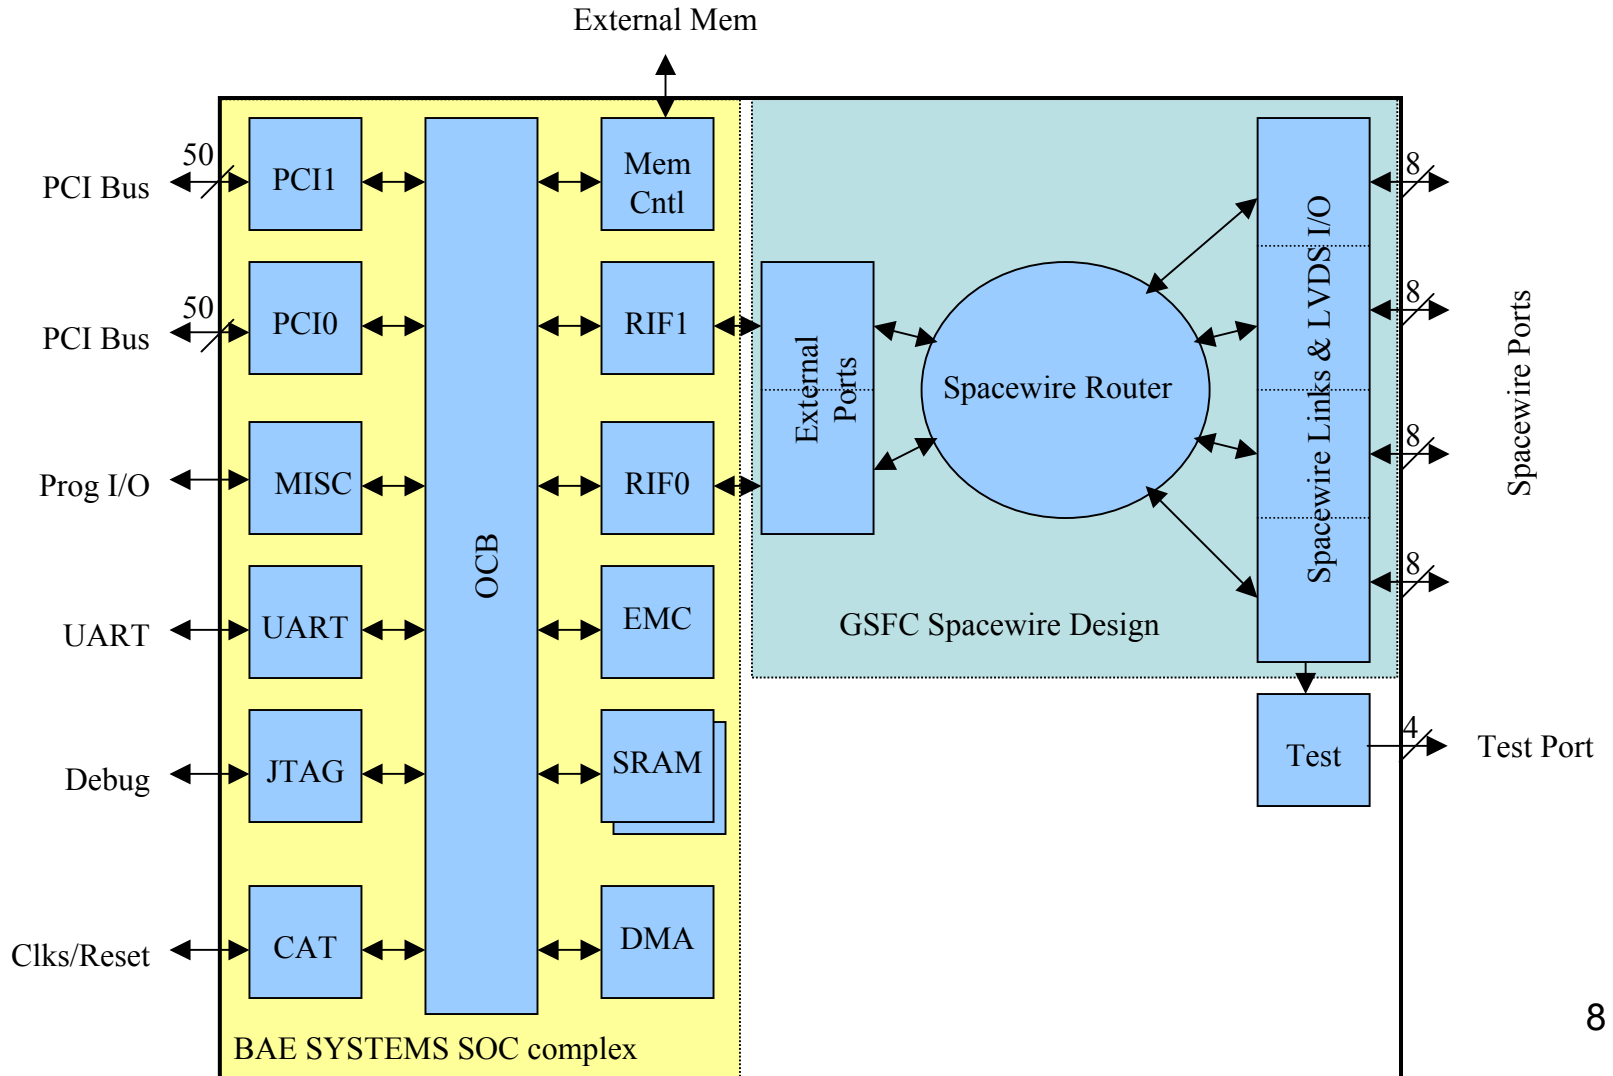 External Mem
50
PCI Bus
PCI1
Mem
Cntl
8
50
PCI Bus
PCI0
RIF1
8
External
Ports
Spacewire Router
Spacewire Links & LVDS I/O
Spacewire Ports
Prog I/O
MISC
OCB
RIF0
8
UART
UART
EMC
GSFC Spacewire Design
8
Debug
JTAG
SRAM
Test
4
Test Port
Clks/Reset
CAT
DMA
BAE SYSTEMS SOC complex
8